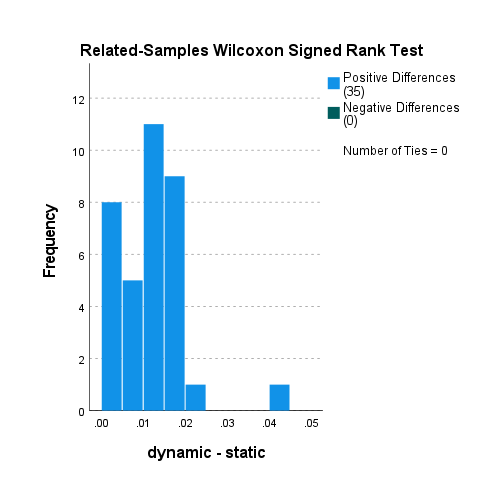 Related-Samples Wilcoxon Signed Rank Test
Positive Differences
(35)
Negative Differences
(0)
Number of Ties = 0
Frequency
12
10
8
6
4
2
0
.00 .01 .02 .03 .04 .05
dynamic - static